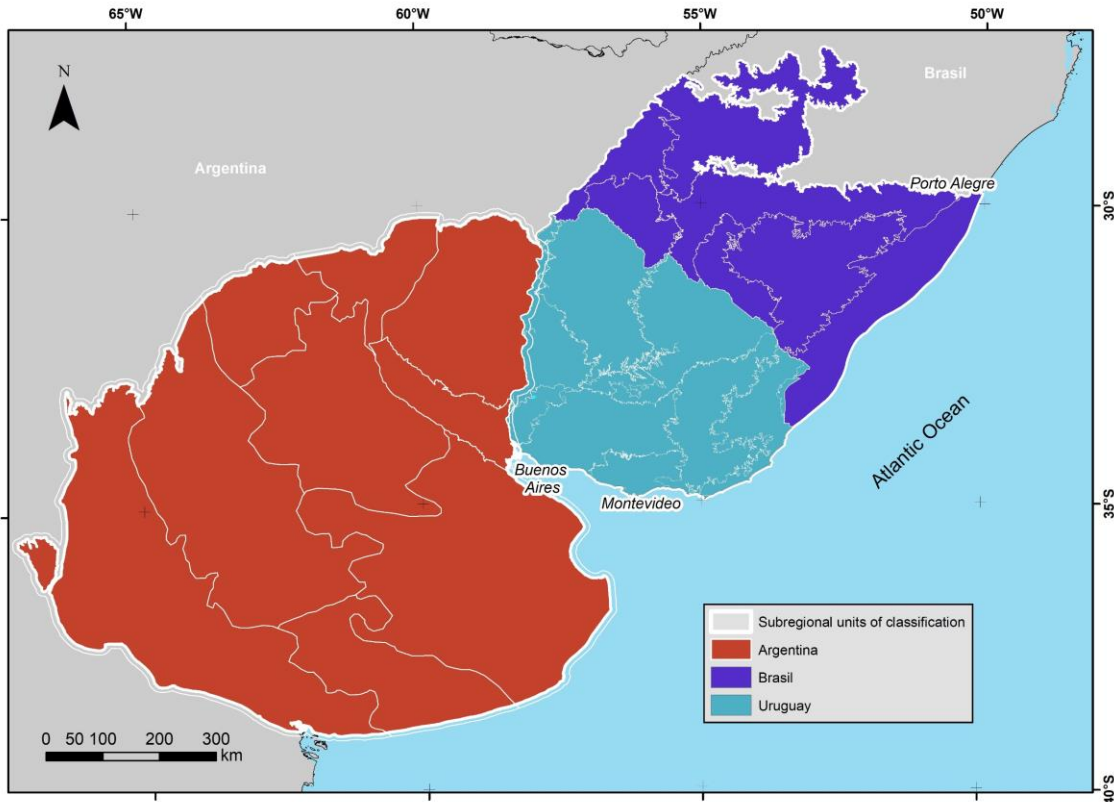 65°W 60°W 55°W 50°W
N
Brasil
Argentina
Porto Alegre
30°S
Atlantic Ocean
Buenos
Aires
Montevideo
35°S
Subregional units of classification
Argentina
Brasil
Uruguay
0 50 100 200 300
km
40°S